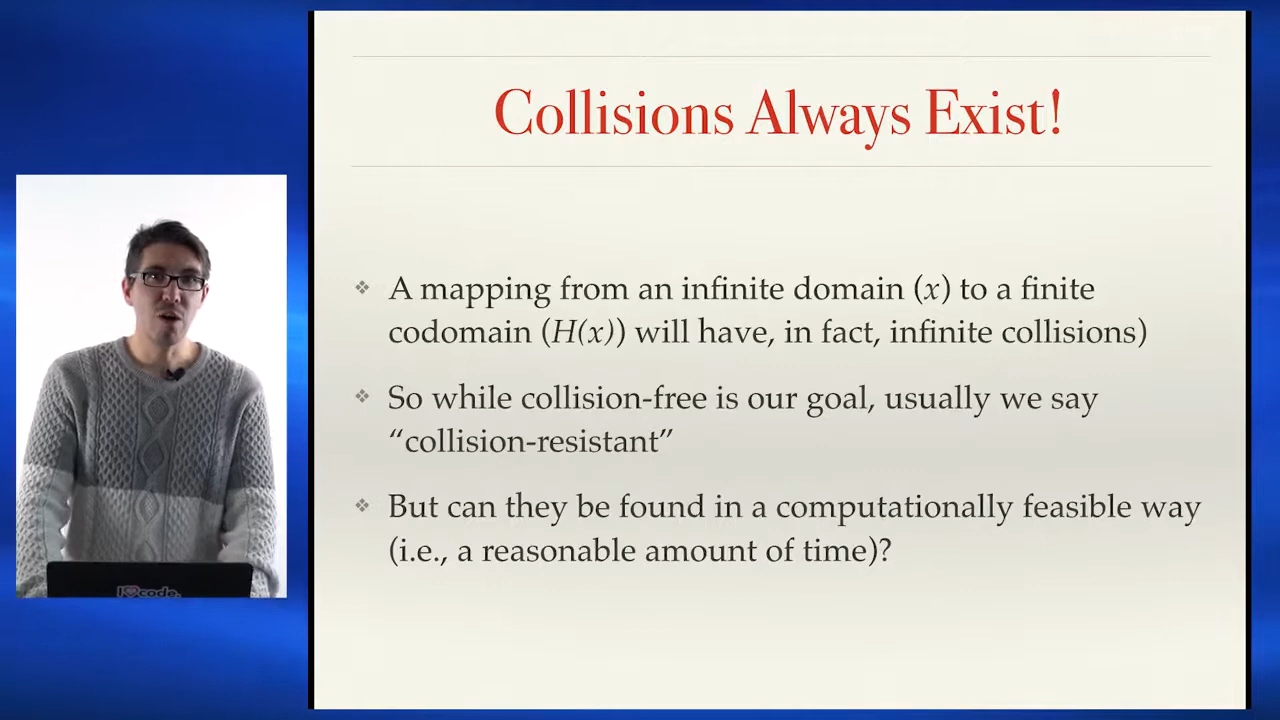 Collisions Always Exist!
A mapping from an infinite domain (x) to a finite
codomain (H(x)) will have, in fact, infinite collisions)
So while collision-free is our goal, usually we say
“collision-resistant”
But can they be found in a computationally feasible way
(i.e., a reasonable amount of time)?
code.